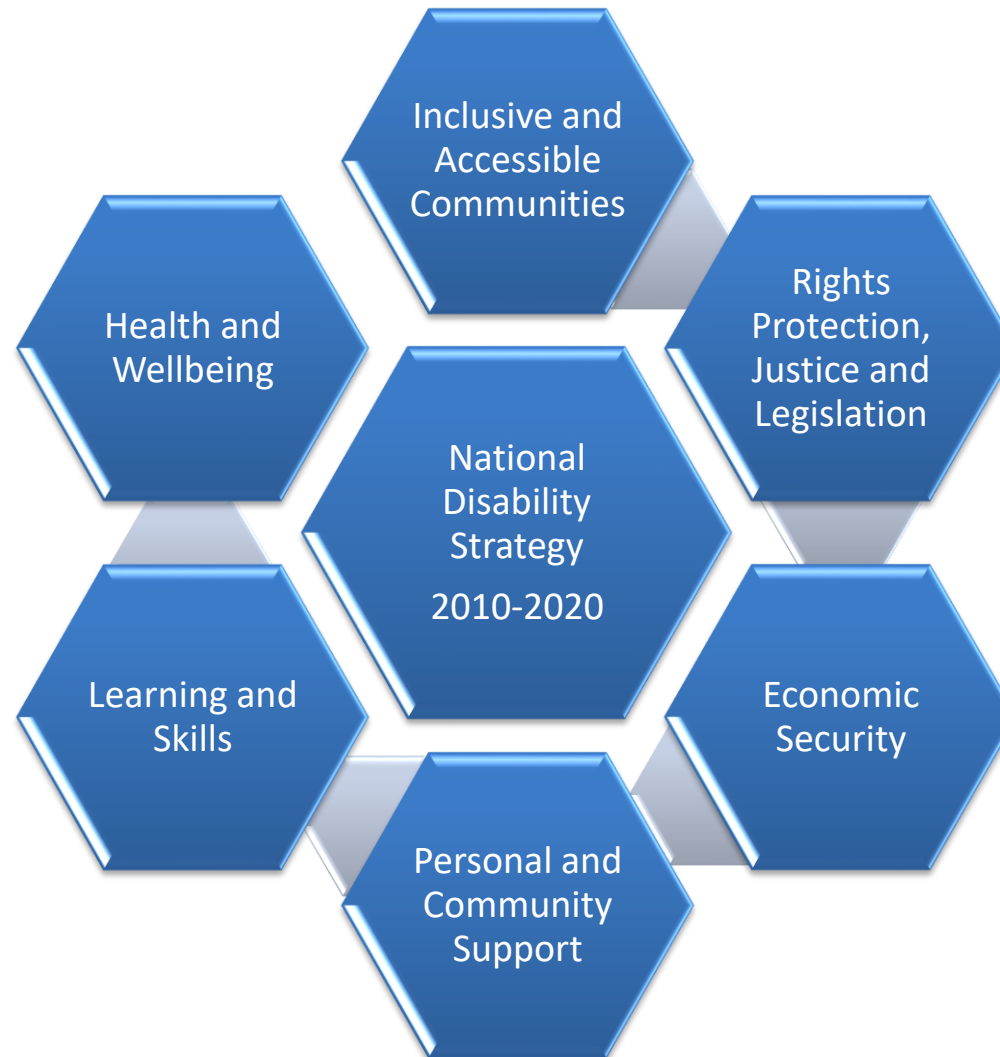 Inclusive and
Accessible
Communities
Rights
Protection,
Justice and
Legislation
Health and
Wellbeing
National
Disability
Strategy
2010-2020
Learning and
Skills
Economic
Security
Personal and
Community
Support